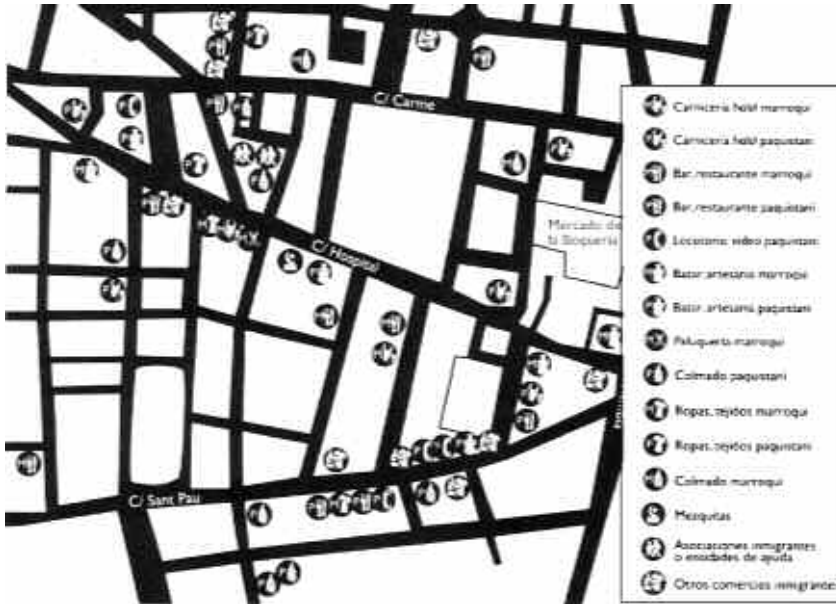 C/ Carme
Mercado de
la Boqueria
C/ Hospital
C/ Sant Pau
Carnicería halal marroquí
Carnicería halal paquistaní
Bar, restaurante marroquí
Bar, restaurante paquistaní
Locutorio, video paquistaní
Bazar, artesanía marroquí
Bazar, artesanía paquistaní
Peluquería marroquí
Colmado paquistaní
Ropas, tejidos marroquí
Ropas, tejidos paquistaní
Colmado marroquí
Mezquitas
Asociaciones inmigrantes
o entidades de ayuda
Otros comercios inmigrantes